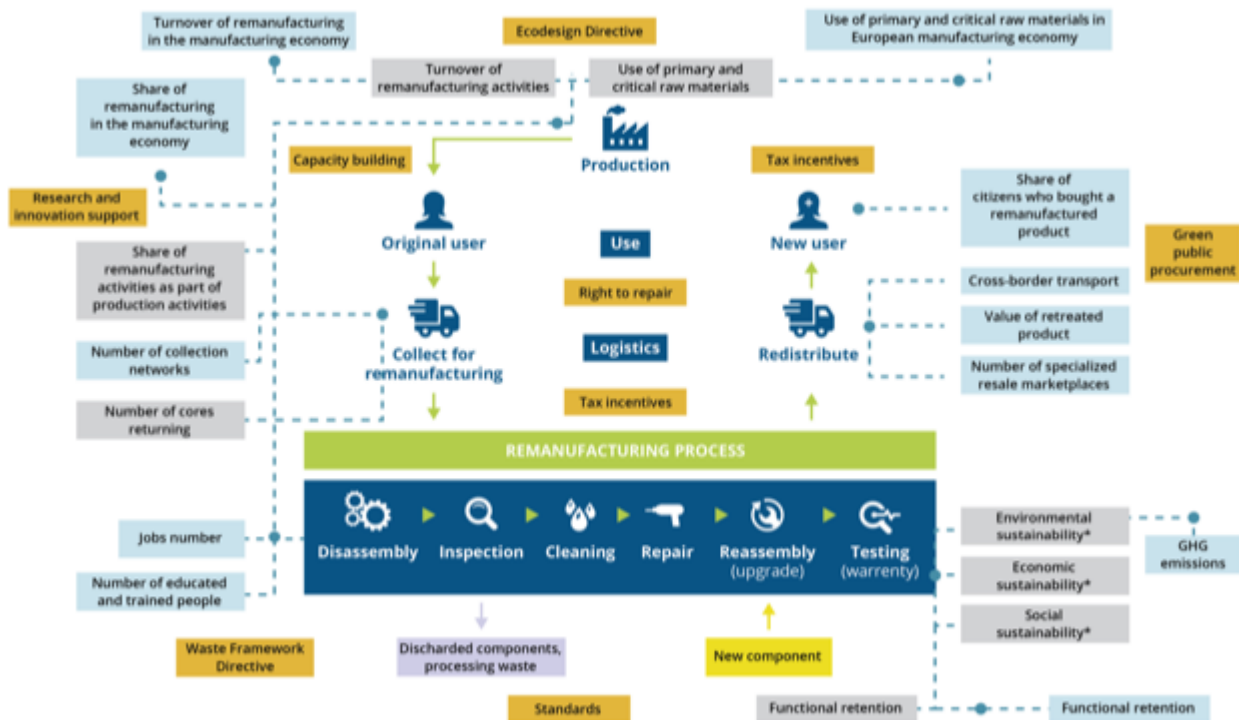 Turnover of remanufacturing
in the manufacturing economy
Ecodesign Directive
Use of primary and critical raw materials in
European manufacturing economy
Turnover of
remanufacturing activities
Use of primary and
critical raw materials
Share of
remanufacturing
in the manufacturing
economy
Production
Capacity building
Tax incentives
Research and
innovation support
Share of
citizens who bought a
remanufactured
product
Green
public
procurement
Original user
Use
New user
Share of
remanufacturing
activities as part of
production activities
Right to repair
Cross-border transport
Value of retreated
product
Number of collection
networks
Collect for
remanufacturing
Logistics
Redistribute
Number of specialized
resale marketplaces
Number of cores
returning
Tax incentives
REMANUFACTURING PROCESS
Disassembly
Inspection
Cleaning
Repair
Reassembly
(upgrade)
Testing
(warrenty)
Jobs number
Number of educated
and trained people
Environmental
sustainability*
GHG
emissions
Economic
sustainability*
Social
sustainability*
Waste Framework
Directive
Discharded components,
processing waste
New component
Standards
Functional retention
Functional retention